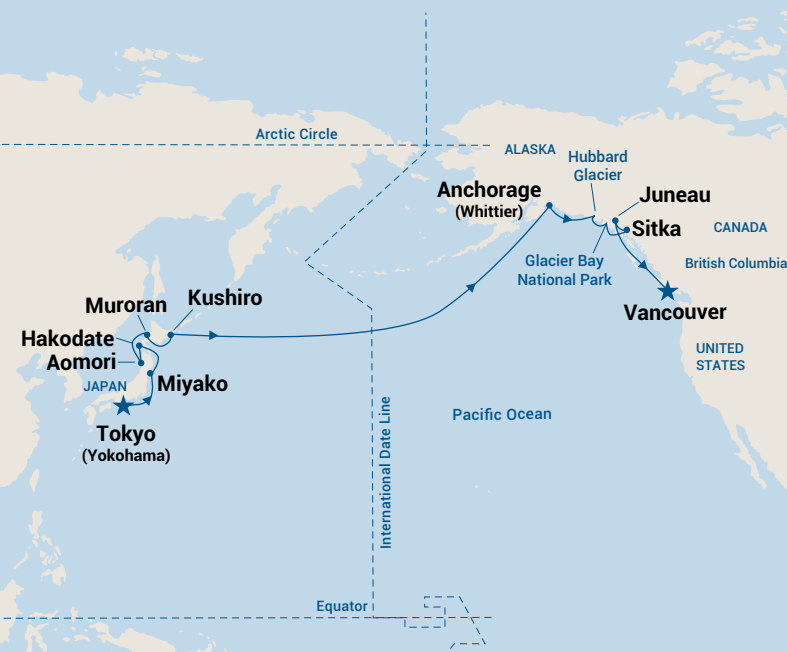 Arctic Circle
ALASKA
Hubbard
Glacier
Anchorage
(Whittier)
Juneau
Sitka
CANADA
Glacier Bay
National Park
British Columbia
Kushiro
Muroran
Vancouver
Hakodate
Aomori
UNITED
STATES
JAPAN
Miyako
Pacific Ocean
Tokyo
(Yokohama)
International Date Line
Equator